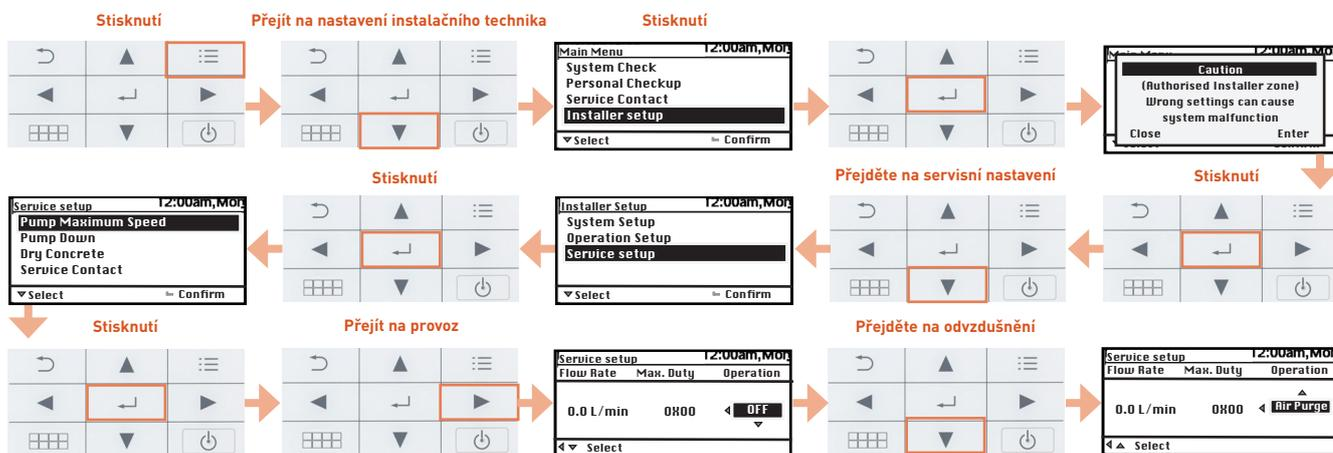 Stisknutí
Přejít na nastavení instalačního technika
Stisknutí
Main Menu 12:00am,Mon
System Check
Personal Checkup
Service Contact
Installer setup
▼Select Confirm
Caution
(Authorised Installer zone)
Wrong settings can cause
system malfunction
Close Enter
Přejděte na servisní nastavení
Stisknutí
Installer Setup 12:00am,Mon
System Setup
Operation Setup
Service setup
▼Select Confirm
Stisknutí
Service setup 12:00am,Mon
Pump Maximum Speed
Pump Down
Dry Concrete
Service Contact
▼Select Confirm
Stisknutí
Přejít na provoz
Service setup 12:00am,Mon
Flow Rate Max. Duty Operation
0.0 L/min 0X00 OFF
Select
Přejděte na odvzdušnění
Service setup 12:00am,Mon
Flow Rate Max. Duty Operation
0.0 L/min 0X00 Air Purge
Select